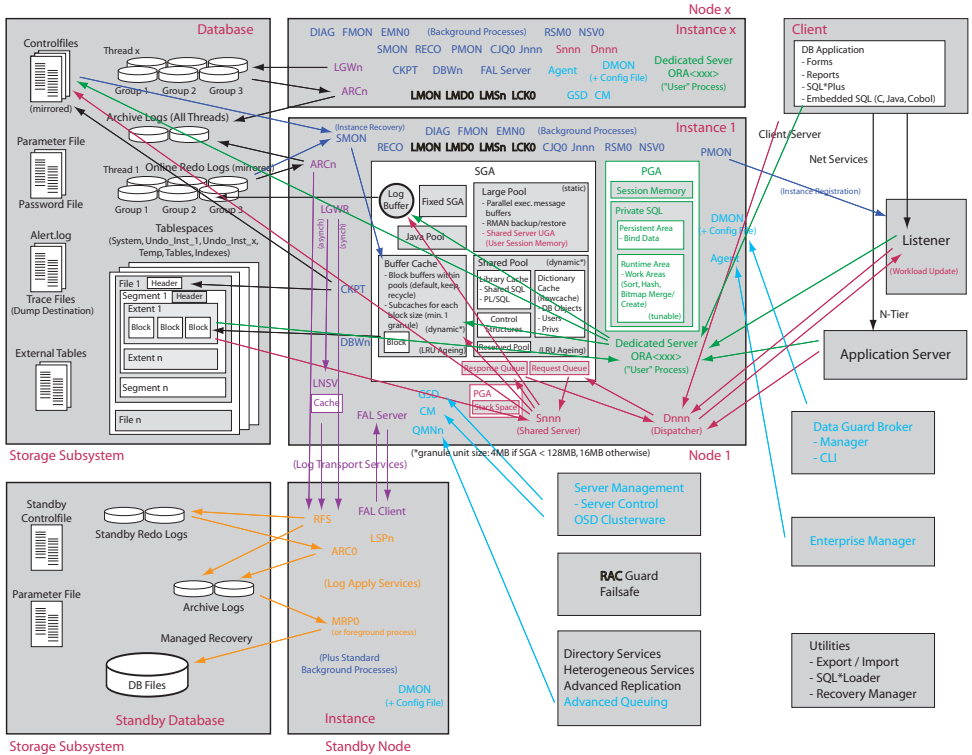 Node x
Database
Controlfiles
(mirrored)
Thread x
Group 1
Group 2
Group 3
Archive Logs (All Threads)
Parameter File
Password File
Online Redo Logs (mirrored)
Thread 1
Group 1
Group 2
Group 3
Alert.log
Trace Files
(Dump Destination)
External Tables
Tablespaces
(System, Undo_Inst_1, Undo_Inst_x,
Temp, Tables, Indexes)
File 1
Header
Segment 1
Header
Extent 1
Block
Block
Block
Extent n
Segment n
File n
Storage Subsystem
Instance x
DIAG FMON EMN0 (Background Processes) RSM0 NSV0
SMON RECO PMON CJQ0 Jnnn Snnn Dnnn
LGWn
CKPT DBWn FAL Server Agent
DMON
(+ Config File)
ARCn
LMON LMD0 LMSn LCK0
GSD CM
Dedicated Sever
ORA<xxx>
("User" Process)
Instance 1
(Instance Recovery)
SMON
DIAG FMON EMN0 (Background Processes)
RECO LMON LMD0 LMSn LCK0 CJQ0 Jnnn RSM0 NSV0
PMON
ARCn
LGWR
(asynch)
(synch)
CKPT
DBWn
LNSV
Cache
SGA
Log
Buffer
Fixed SGA
Java Pool
Large Pool
(static)
- Parallel exec. message
buffers
- RMAN backup/restore
- Shared Server UGA
(User Session Memory)
Buffer Cache
- Block buffers within
pools (default, keep,
recycle)
- Subcaches for each
block size (min. 1
granule)
(dynamic*)
Block
(LRU Ageing)
Shared Pool
(dynamic*)
Library Cache
- Shared SQL
- PL/SQL
Control
Structures
Reserved Pool
Dictionary
Cache
(Rowcache)
- DB Objects
- Users
- Privs
(LRU Ageing)
Response Queue
Request Queue
PGA
Session Memory
Private SQL
Persistent Area
- Bind Data
Runtime Area
- Work Areas
(Sort, Hash,
Bitmap Merge/
Create)
(tunable)
DMON
(+ Config File)
Agent
Dedicated Server
ORA<xxx>
("User" Process)
PGA
Stack Space
Snnn
(Shared Server)
Dnnn
(Dispatcher)
GSD
CM
QMNn
FAL Server
(*granule unit size: 4MB if SGA < 128MB, 16MB otherwise)
Node 1
(Log Transport Services)
Client
DB Application
- Forms
- Reports
- SQL*Plus
- Embedded SQL (C, Java, Cobol)
Client/Server
Net Services
(Instance Registration)
Listener
(Workload Update)
N-Tier
Application Server
Data Guard Broker
- Manager
- CLI
Enterprise Manager
Utilities
- Export / Import
- SQL*Loader
- Recovery Manager
Server Management
- Server Control
OSD Clusterware
RAC Guard
Failsafe
Directory Services
Heterogeneous Services
Advanced Replication
Advanced Queuing
Standby
Controlfile
Parameter File
Standby Redo Logs
Archive Logs
Managed Recovery
DB Files
Standby Database
Storage Subsystem
RFS
FAL Client
LSPn
ARC0
(Log Apply Services)
MRP0
(or foreground process)
(Plus Standard
Background Processes)
DMON
(+ Config File)
Instance
Standby Node